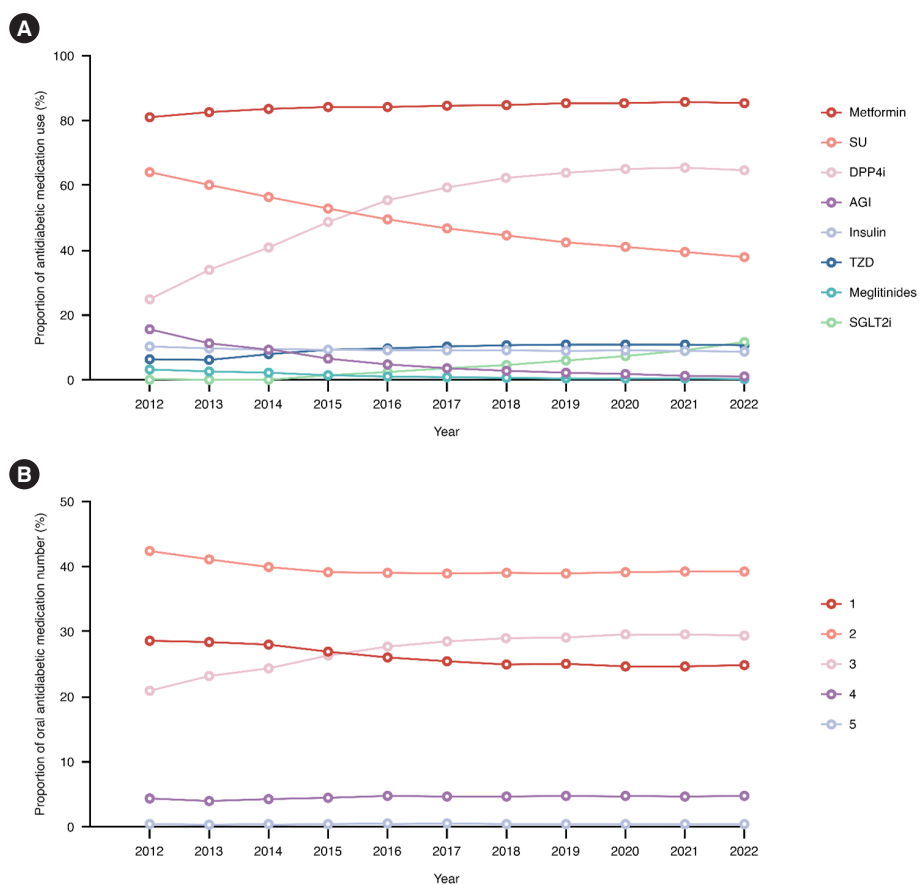 A
Proportion of antidiabetic medication use (%)
100
80
60
40
20
0
2012 2013 2014 2015 2016 2017 2018 2019 2020 2021 2022
Year
Metformin
SU
DPP4i
AGI
Insulin
TZD
Meglitinides
SGLT2i
B
Proportion of oral antidiabetic medication number (%)
50
40
30
20
10
0
2012 2013 2014 2015 2016 2017 2018 2019 2020 2021 2022
Year
1
2
3
4
5